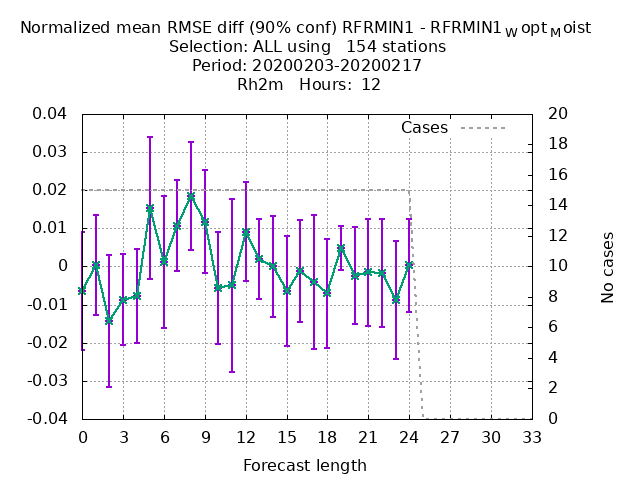 Normalized mean RMSE diff (90% conf) RFRMIN1 - RFRMIN1WoptMoist
Selection: ALL using 154 stations
Period: 20200203-20200217
Rh2m Hours: 12
Cases
0.04
0.03
0.02
0.01
0
-0.01
-0.02
-0.03
-0.04
20
18
16
14
12
10
8
6
4
2
0
No cases
0 3 6 9 12 15 18 21 24 27 30 33
Forecast length